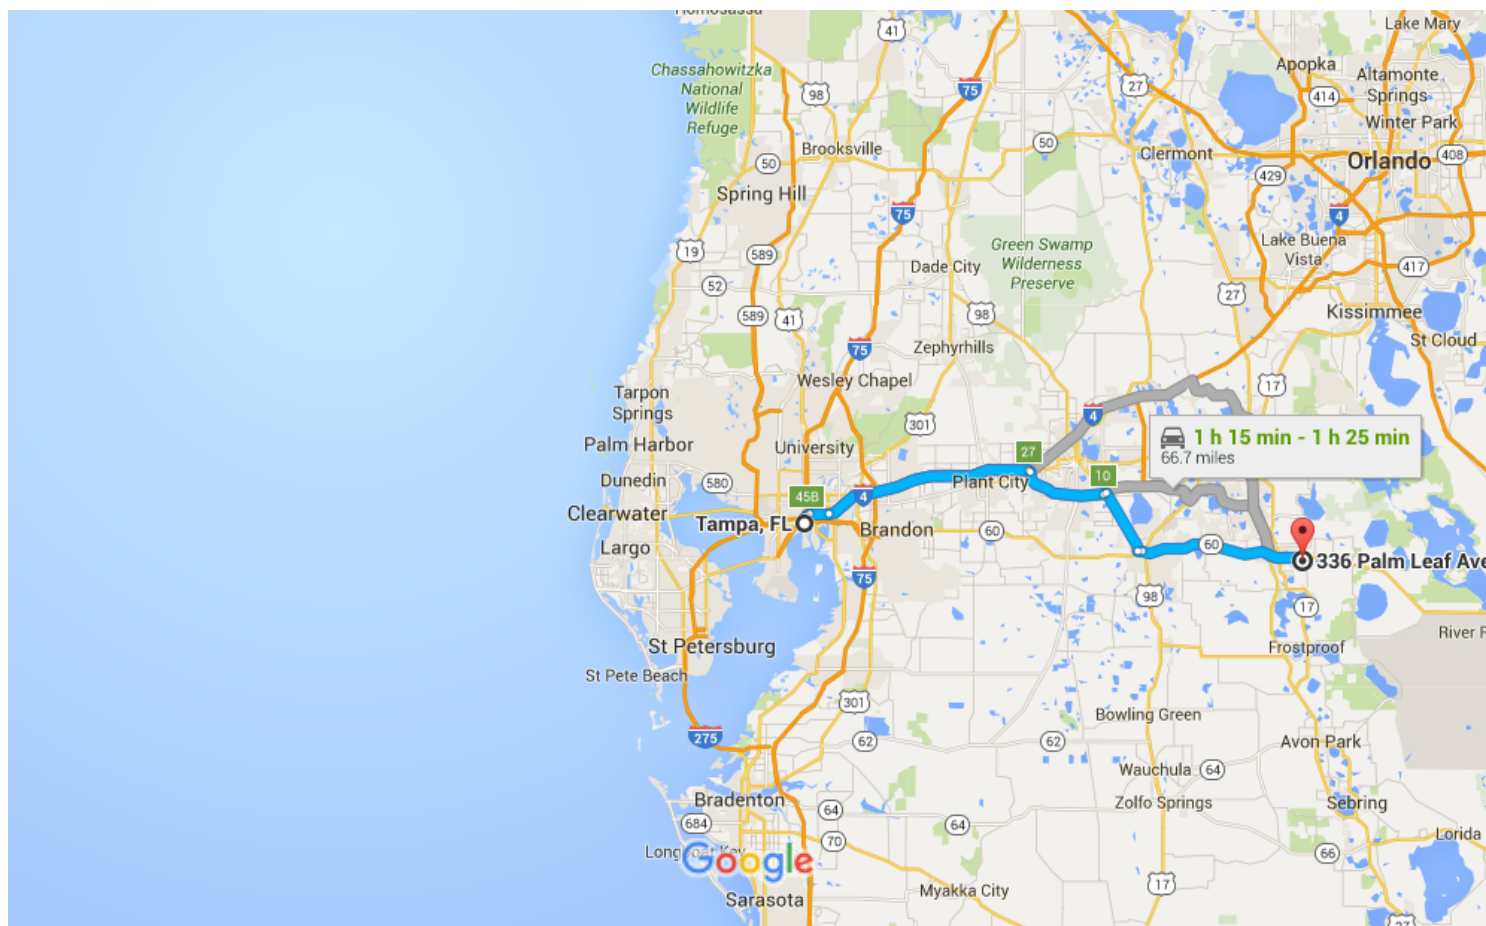 Homosassa
41
Lake Mary
Chassahowitzka
National
Wildlife
Refuge
98
75
27
Apopka
414
Altamonte
Springs
Winter Park
Brooksville
50
50
Clermont
Orlando
408
429
Spring Hill
75
4
19
589
Green Swamp
Wilderness
Preserve
Lake Buena
Vista
417
Dade City
52
27
589
41
98
Kissimmee
St Cloud
75
Zephyrhills
Wesley Chapel
17
Tarpon
Springs
301
4
Palm Harbor
University
27
1 h 15 min - 1 h 25 min
66.7 miles
Dunedin
580
Plant City
10
45B
4
Clearwater
Tampa, FL
Brandon
60
60
Largo
336 Palm Leaf Ave
75
98
17
St Petersburg
River
Frostproof
St Pete Beach
301
Bowling Green
275
62
62
Avon Park
Wauchula
64
Bradenton
Zolfo Springs
Sebring
64
64
684
70
Lorida
Longboat Key
Google
66
Sarasota
Myakka City
17
27